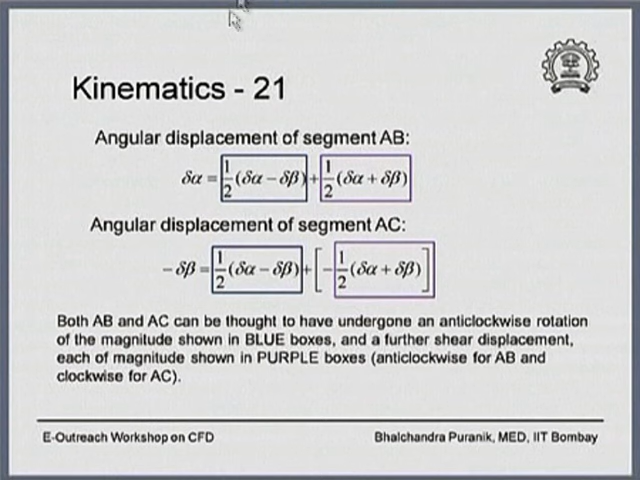 Kinematics - 21
Angular displacement of segment AB:
δα = 1/2 (δα − δβ) + 1/2 (δα + δβ)
Angular displacement of segment AC:
−δβ = 1/2 (δα − δβ) + [− 1/2 (δα + δβ)]
Both AB and AC can be thought to have undergone an anticlockwise rotation
of the magnitude shown in BLUE boxes, and a further shear displacement,
each of magnitude shown in PURPLE boxes (anticlockwise for AB and
clockwise for AC).
E-Outreach Workshop on CFD
Bhalchandra Puranik, MED, IIT Bombay